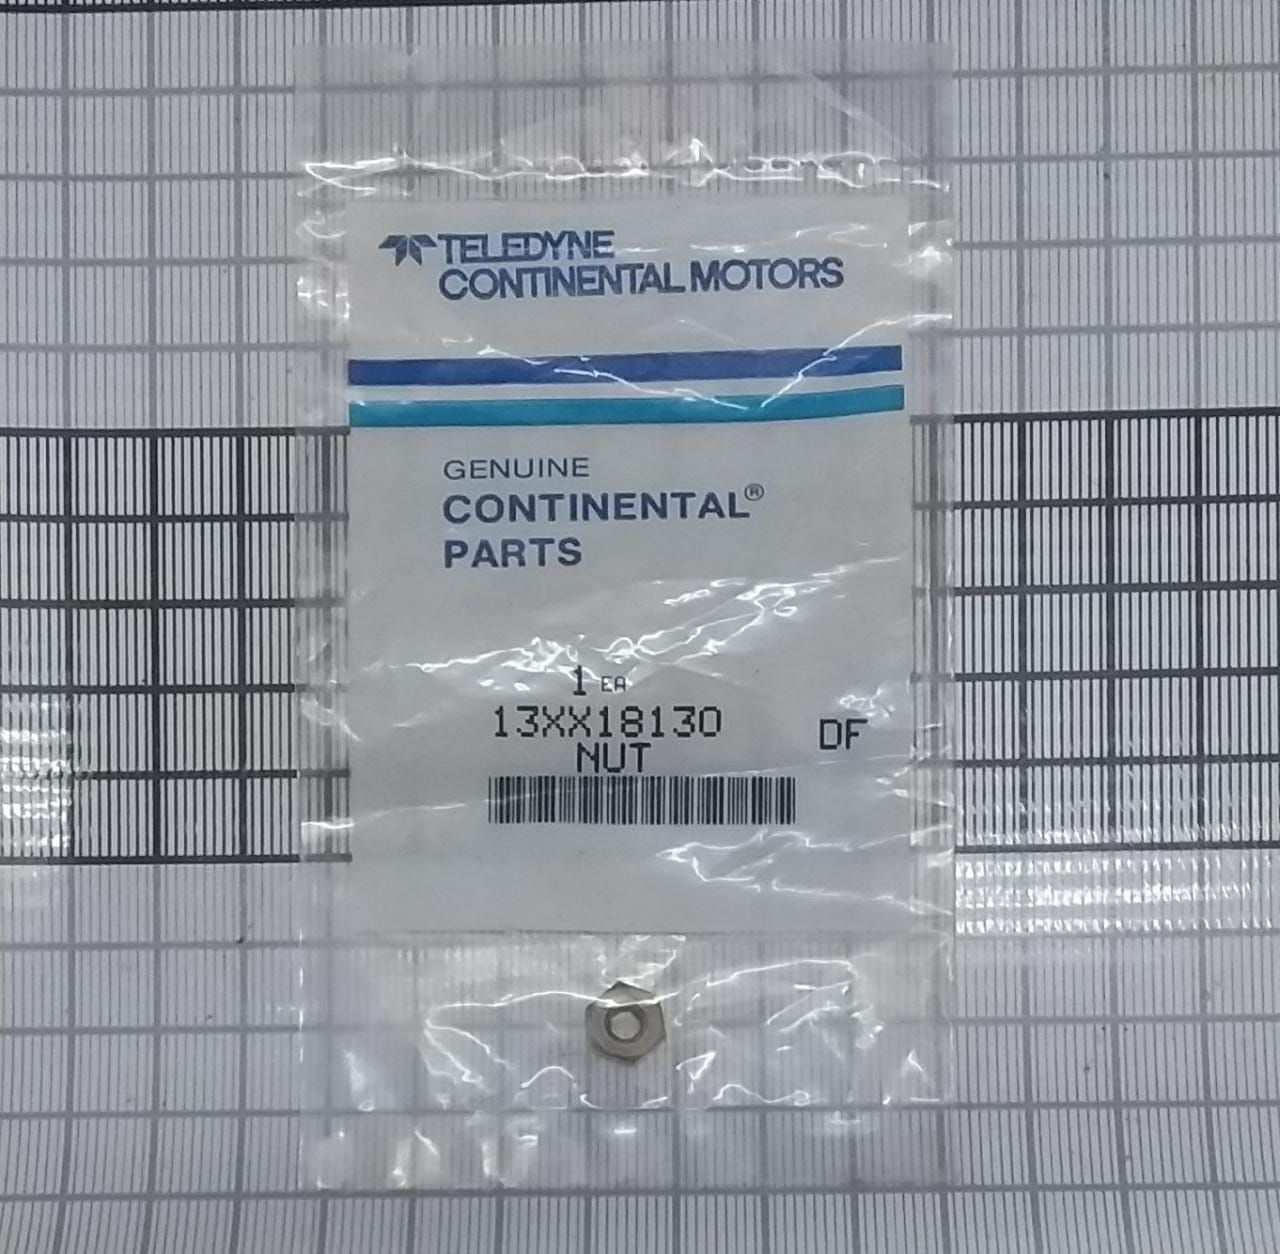 TELEDYNE
CONTINENTAL MOTORS
GENUINE
CONTINENTAL®
PARTS
1 EA
13XX18130
NUT
DF